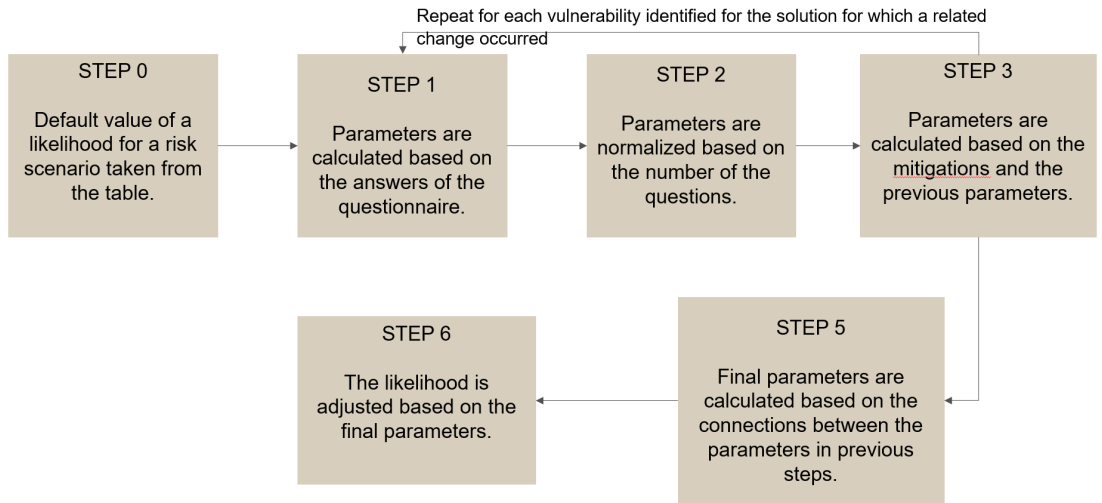 Repeat for each vulnerability identified for the solution for which a related
change occurred
STEP 0
Default value of a
likelihood for a risk
scenario taken from
the table.
STEP 1
Parameters are
calculated based on
the answers of the
questionnaire.
STEP 2
Parameters are
normalized based on
the number of the
questions.
STEP 3
Parameters are
calculated based on the
mitigations and the
previous parameters.
STEP 5
Final parameters are
calculated based on the
connections between the
parameters in previous
steps.
STEP 6
The likelihood is
adjusted based on the
final parameters.